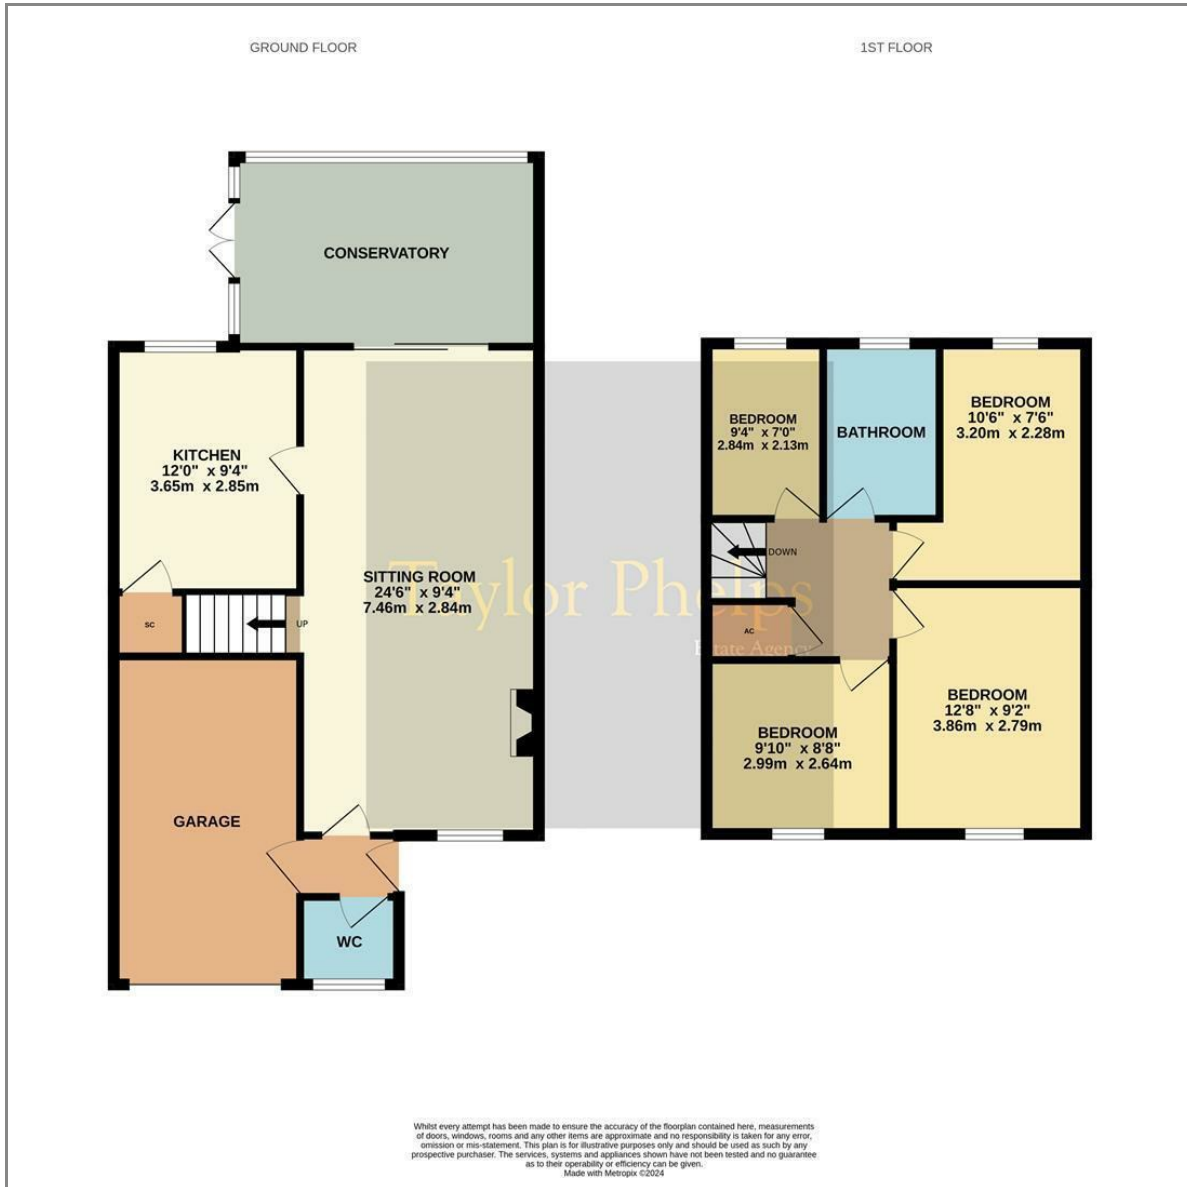 GROUND FLOOR
1ST FLOOR
CONSERVATORY
KITCHEN
12'0" x 9'4"
3.65m x 2.85m
SITTING ROOM
24'6" x 9'4"
7.46m x 2.84m
SC
UP
GARAGE
WC
BEDROOM
9'4" x 7'0"
2.84m x 2.13m
BATHROOM
BEDROOM
10'6" x 7'6"
3.20m x 2.28m
DOWN
AC
BEDROOM
9'10" x 8'8"
2.99m x 2.64m
BEDROOM
12'8" x 9'2"
3.86m x 2.79m
Taylor Phelps
Estate Agency
Whilst every attempt has been made to ensure the accuracy of the floorplan contained here, measurements
of doors, windows, rooms and any other items are approximate and no responsibility is taken for any error,
omission or mis-statement. This plan is for illustrative purposes only and should be used as such by any
prospective purchaser. The services, systems and appliances shown have not been tested and no guarantee
as to their operability or efficiency can be given.
Made with Metropix ©2024